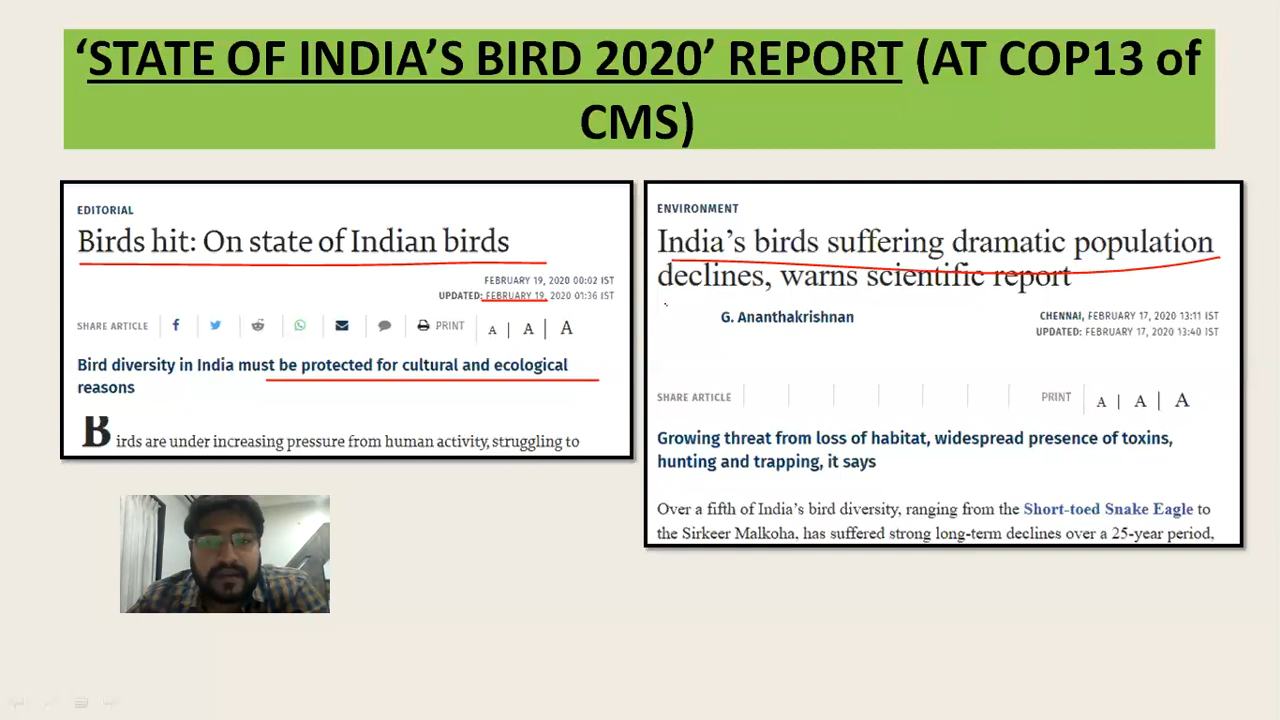 ‘STATE OF INDIA’S BIRD 2020’ REPORT (AT COP13 of
CMS)
EDITORIAL
Birds hit: On state of Indian birds
FEBRUARY 19, 2020 00:02 IST
UPDATED: FEBRUARY 19, 2020 01:36 IST
SHARE ARTICLE PRINT A | A | A
Bird diversity in India must be protected for cultural and ecological
reasons
Birds are under increasing pressure from human activity, struggling to
ENVIRONMENT
India’s birds suffering dramatic population
declines, warns scientific report
G. Ananthakrishnan
CHENNAI, FEBRUARY 17, 2020 13:11 IST
UPDATED: FEBRUARY 17, 2020 13:40 IST
SHARE ARTICLE PRINT A | A | A
Growing threat from loss of habitat, widespread presence of toxins,
hunting and trapping, it says
Over a fifth of India’s bird diversity, ranging from the Short-toed Snake Eagle to
the Sirkeer Malkoha, has suffered strong long-term declines over a 25-year period,